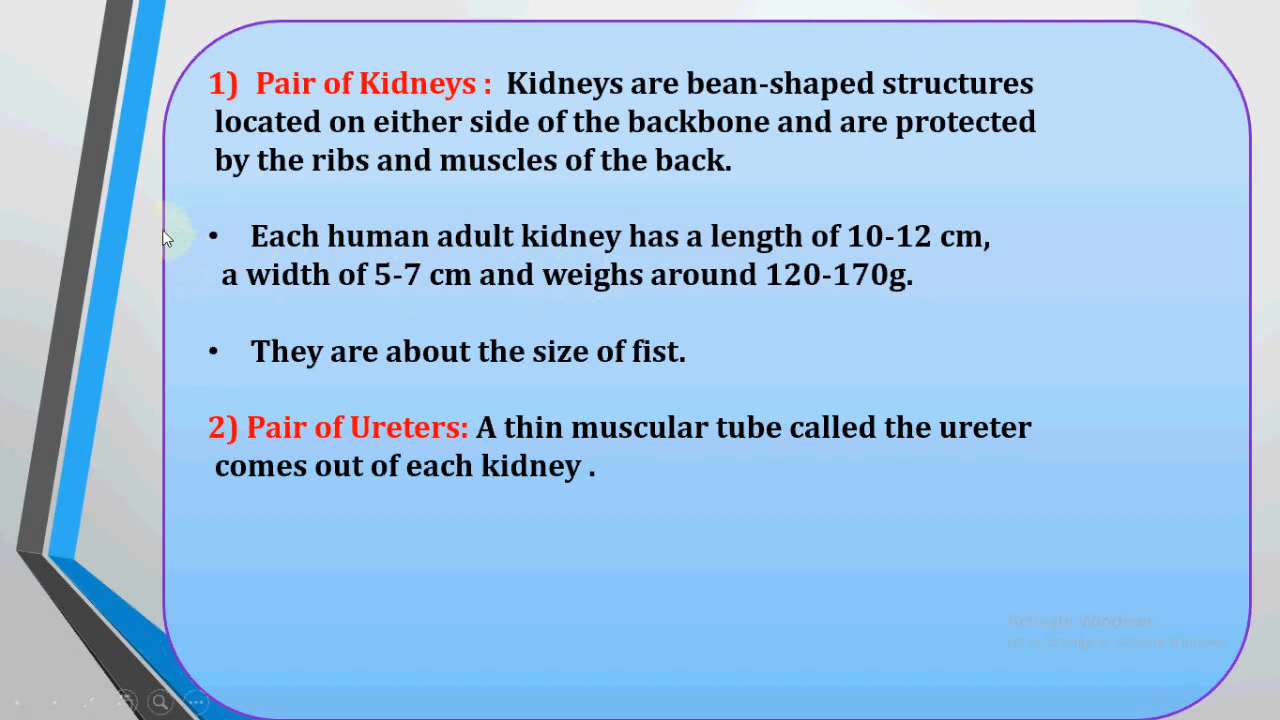 1) Pair of Kidneys : Kidneys are bean-shaped structures
located on either side of the backbone and are protected
by the ribs and muscles of the back.
• Each human adult kidney has a length of 10-12 cm,
a width of 5-7 cm and weighs around 120-170g.
• They are about the size of fist.
2) Pair of Ureters: A thin muscular tube called the ureter
comes out of each kidney .
Activate Windows